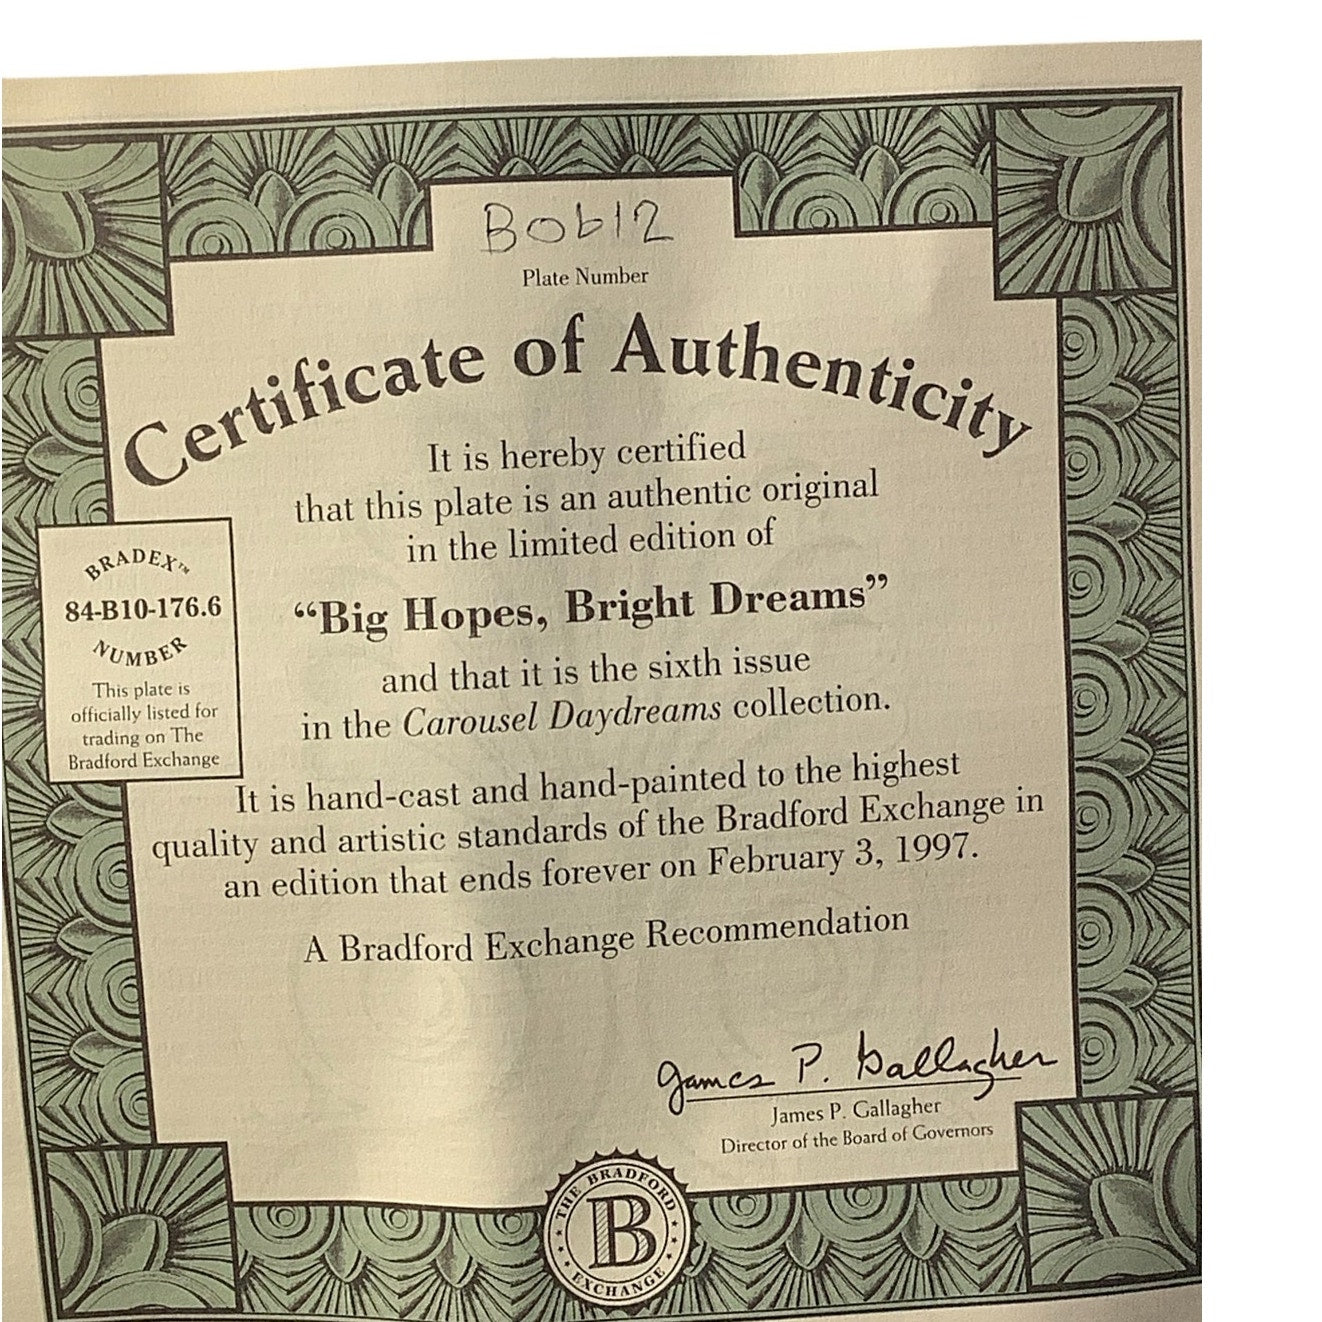 Bob12
Plate Number
Certificate of Authenticity
It is hereby certified
that this plate is an authentic original
in the limited edition of
“Big Hopes, Bright Dreams”
and that it is the sixth issue
in the Carousel Daydreams collection.
It is hand-cast and hand-painted to the highest
quality and artistic standards of the Bradford Exchange in
an edition that ends forever on February 3, 1997.
A Bradford Exchange Recommendation
BRADEX™
84-B10-176.6
NUMBER
This plate is
officially listed for
trading on The
Bradford Exchange
James P. Gallagher
James P. Gallagher
Director of the Board of Governors
THE BRADFORD
B
EXCHANGE